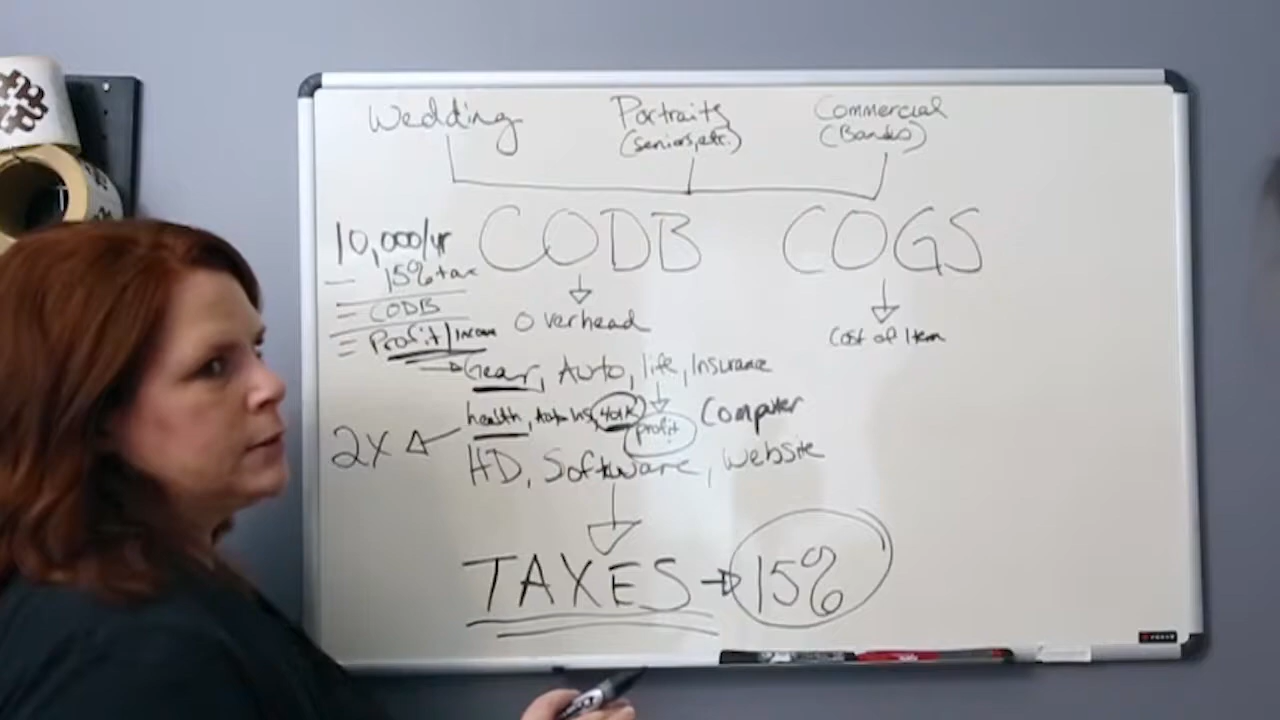 Wedding
Portraits
(seniors, etc.)
Commercial
(Banks)
CODB
COGS
10,000/yr
— 15% tax
= CODB
= Profit/Income
Overhead
Cost of Item
Gear, Auto, life, Insurance
health, Auto Ins, 401k
profit
Computer
2X
HD, Software, Website
TAXES → 15%